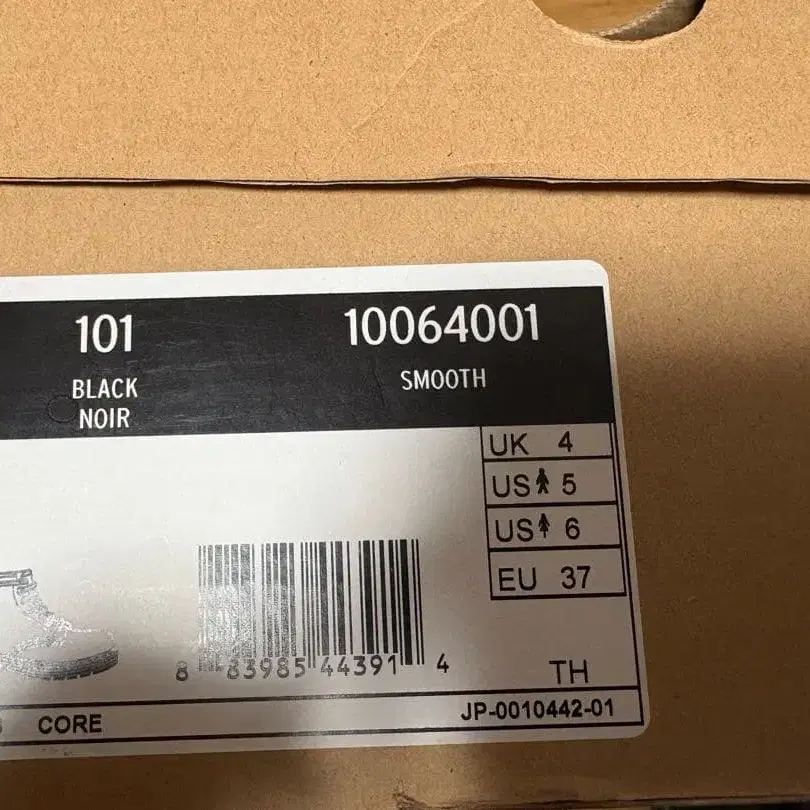 101
10064001
BLACK
NOIR
SMOOTH
UK 4
US 5
US 6
EU 37
8 83985 44391 4
TH
CORE
JP-0010442-01